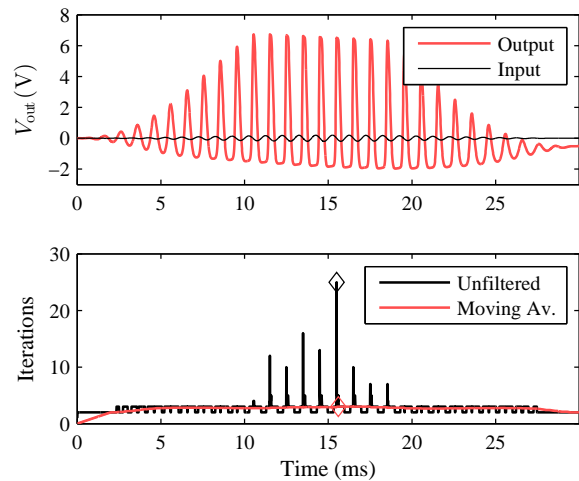 8
6
4
2
0
−2
V_out (V)
Output
Input
0 5 10 15 20 25
30
20
10
0
Iterations
Unfiltered
Moving Av.
0 5 10 15 20 25
Time (ms)